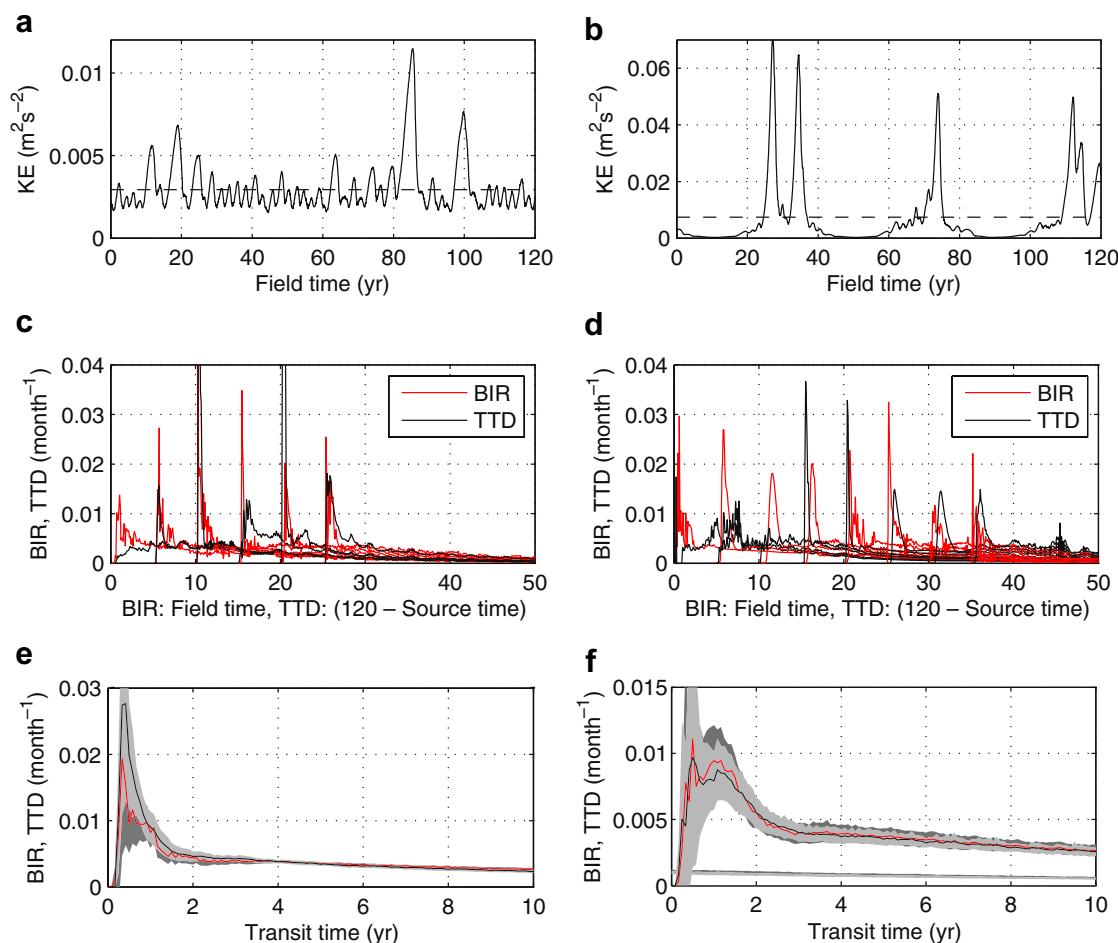 a
KE (m²s⁻²)
0.01
0.005
0
0 20 40 60 80 100 120
Field time (yr)
b
KE (m²s⁻²)
0.06
0.04
0.02
0
0 20 40 60 80 100 120
Field time (yr)
c
BIR, TTD (month⁻¹)
0.04
0.03
0.02
0.01
0
BIR
TTD
0 10 20 30 40 50
BIR: Field time, TTD: (120 – Source time)
d
BIR, TTD (month⁻¹)
0.04
0.03
0.02
0.01
0
BIR
TTD
0 10 20 30 40 50
BIR: Field time, TTD: (120 – Source time)
e
BIR, TTD (month⁻¹)
0.03
0.02
0.01
0
0 2 4 6 8 10
Transit time (yr)
f
BIR, TTD (month⁻¹)
0.015
0.01
0.005
0
0 2 4 6 8 10
Transit time (yr)